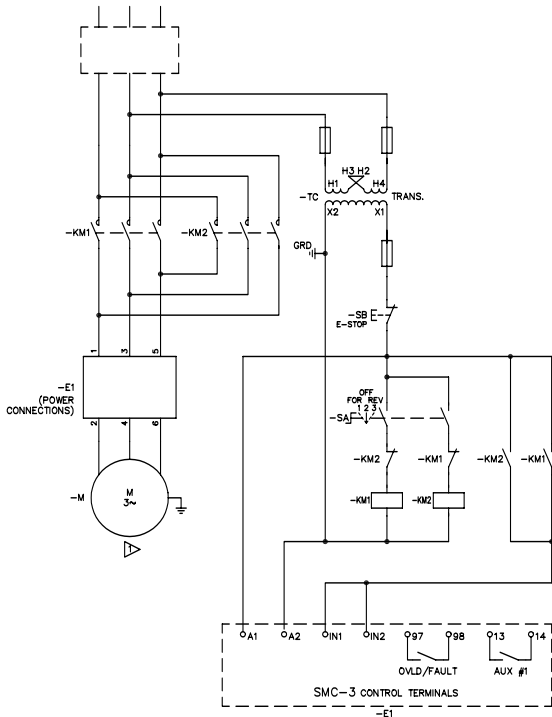 H3 H2
H1 H4
-TC TRANS.
X2 X1
-KM1 -KM2
GRD
-SB E
E-STOP
1 3 5
-E1
(POWER
CONNECTIONS)
2 4 6
OFF
FOR REV
1 2 3
-SA
-KM2 -KM1 -KM2 -KM1
-KM1 -KM2
-M
M
3~
1
A1 A2 IN1 IN2 97 98 13 14
OVLD/FAULT AUX #1
SMC-3 CONTROL TERMINALS
-E1